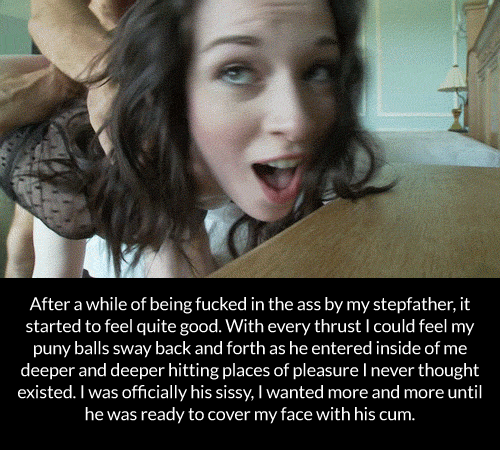 After a while of being fucked in the ass by my stepfather, it
started to feel quite good. With every thrust I could feel my
puny balls sway back and forth as he entered inside of me
deeper and deeper hitting places of pleasure I never thought
existed. I was officially his sissy, I wanted more and more until
he was ready to cover my face with his cum.